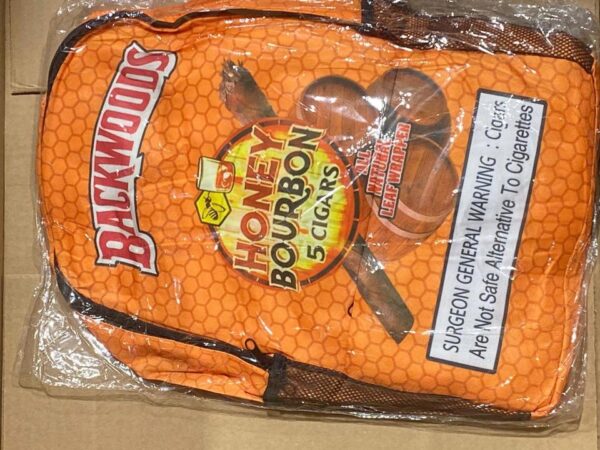 BACKWOODS
HONEY
BOURBON
5 CIGARS
ALL
NATURAL
LEAF WRAPPER
SURGEON GENERAL WARNING : Cigars
Are Not Safe Alternative To Cigarettes